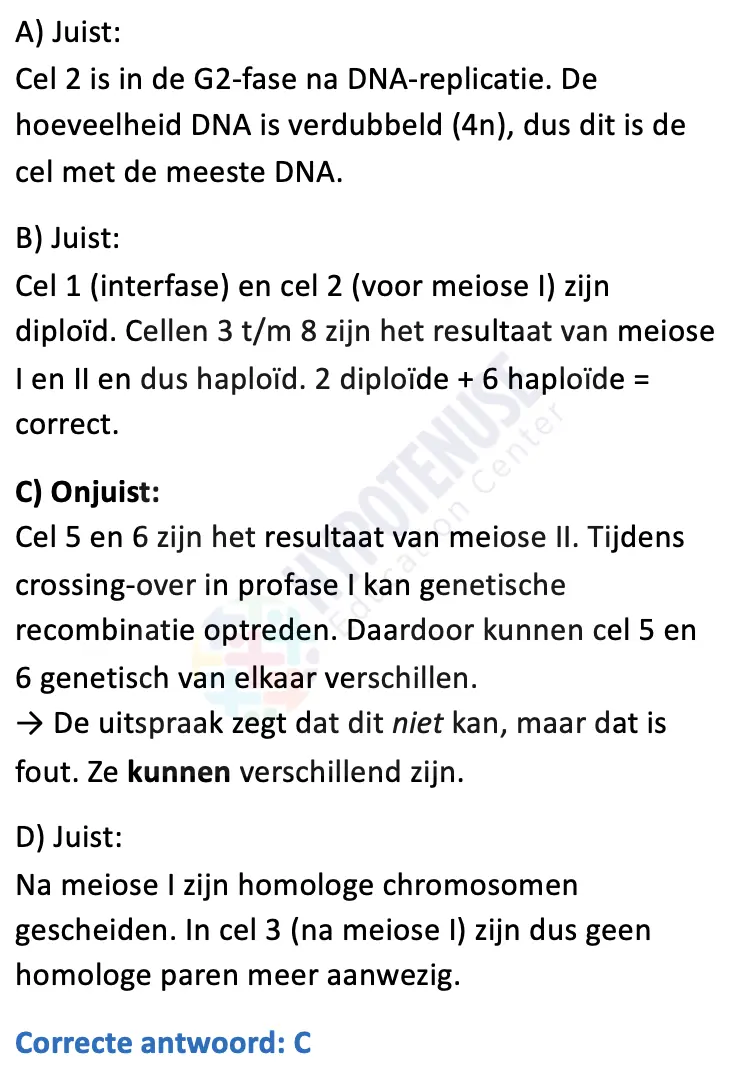 A) Juist:
Cel 2 is in de G2-fase na DNA-replicatie. De
hoeveelheid DNA is verdubbeld (4n), dus dit is de
cel met de meeste DNA.
B) Juist:
Cel 1 (interfase) en cel 2 (voor meiose I) zijn
diploïd. Cellen 3 t/m 8 zijn het resultaat van meiose
I en II en dus haploïd. 2 diploïde + 6 haploïde =
correct.
C) Onjuist:
Cel 5 en 6 zijn het resultaat van meiose II. Tijdens
crossing-over in profase I kan genetische
recombinatie optreden. Daardoor kunnen cel 5 en
6 genetisch van elkaar verschillen.
→ De uitspraak zegt dat dit niet kan, maar dat is
fout. Ze kunnen verschillend zijn.
D) Juist:
Na meiose I zijn homologe chromosomen
gescheiden. In cel 3 (na meiose I) zijn dus geen
homologe paren meer aanwezig.
Correcte antwoord: C
HYPOTENUSE
Education Center